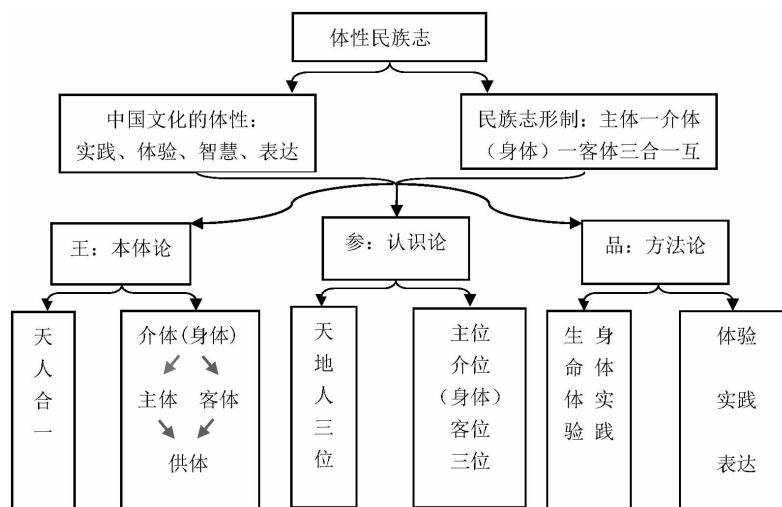 体性民族志
中国文化的体性：
实践、体验、智慧、表达
民族志形制：主体一介体
（身体）一客体三合一互
王：本体论
参：认识论
品：方法论
天人合一
介体(身体)
主体 客体
供体
天地人三位
主位
介位
（身体）
客位
三位
生命体验
身体实践
体验
实践
表达